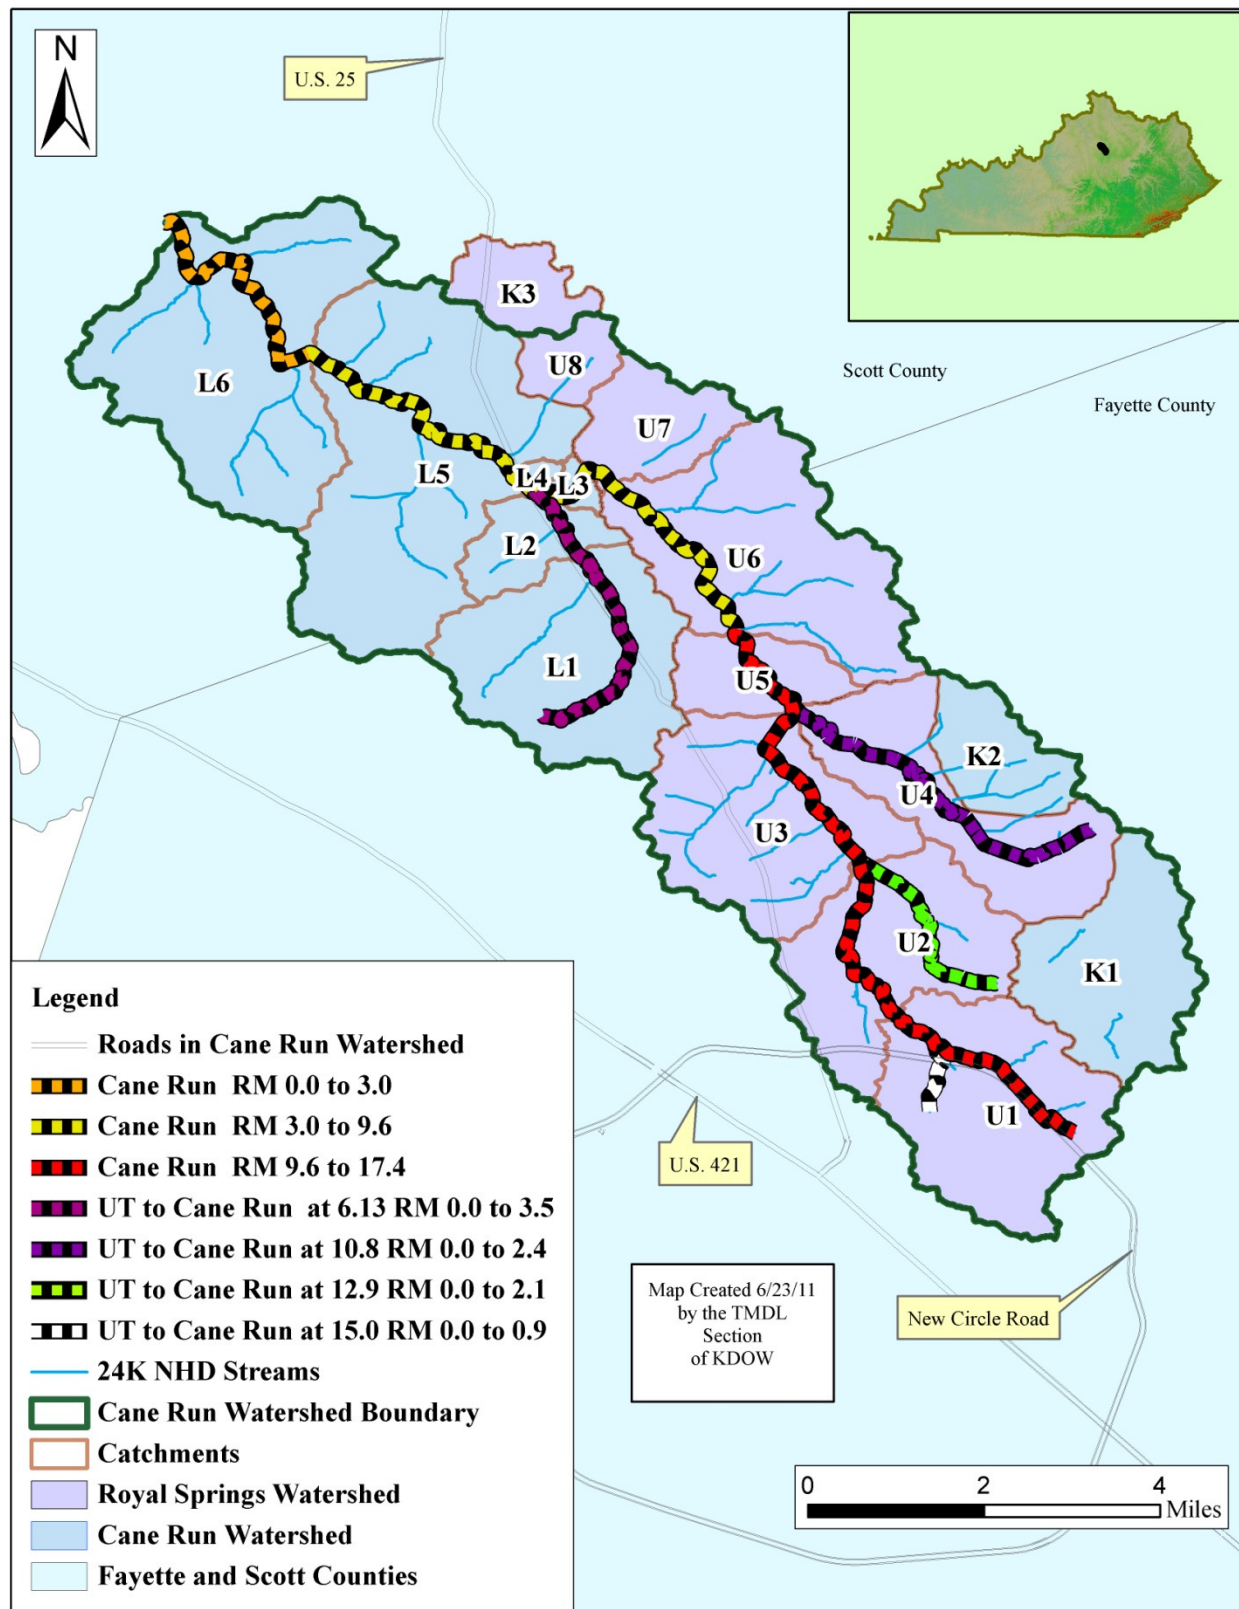 N
U.S. 25
K3
U8
Scott County
L6
Fayette County
U7
L5
L4
L3
L2
U6
L1
U5
K2
U4
U3
U2
K1
Legend
Roads in Cane Run Watershed
Cane Run RM 0.0 to 3.0
Cane Run RM 3.0 to 9.6
Cane Run RM 9.6 to 17.4
UT to Cane Run at 6.13 RM 0.0 to 3.5
UT to Cane Run at 10.8 RM 0.0 to 2.4
UT to Cane Run at 12.9 RM 0.0 to 2.1
UT to Cane Run at 15.0 RM 0.0 to 0.9
24K NHD Streams
Cane Run Watershed Boundary
Catchments
Royal Springs Watershed
Cane Run Watershed
Fayette and Scott Counties
U1
U.S. 421
Map Created 6/23/11
by the TMDL
Section
of KDOW
New Circle Road
0 2 4
Miles